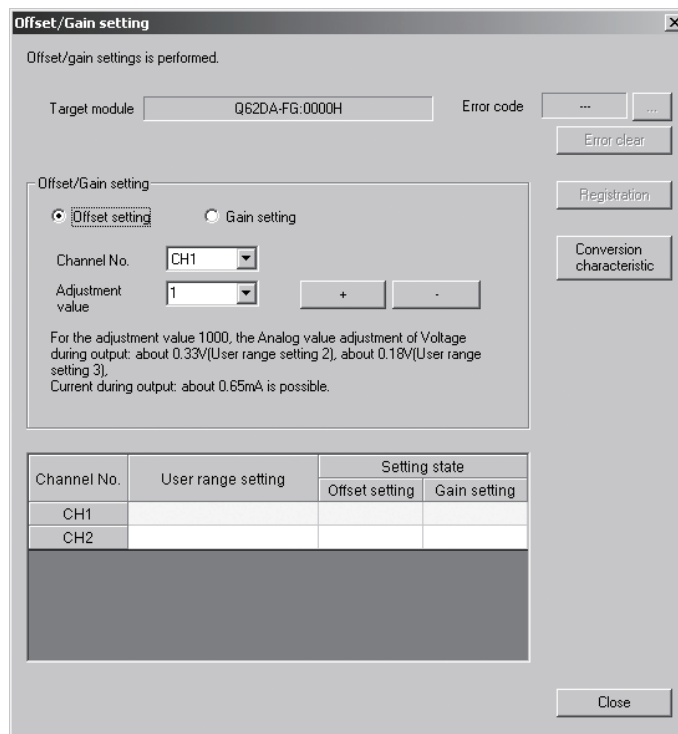 Offset/Gain setting
Offset/gain settings is performed.
Target module
Q62DA-FG:0000H
Error code
---
...
Error clear
Offset/Gain setting
Registration
Offset setting
Gain setting
Conversion
characteristic
Channel No.
CH1
Adjustment
value
1
+
-
For the adjustment value 1000, the Analog value adjustment of Voltage
during output: about 0.33V(User range setting 2), about 0.18V(User range
setting 3),
Current during output: about 0.65mA is possible.
Channel No.
User range setting
Setting state
Offset setting
Gain setting
CH1
CH2
Close